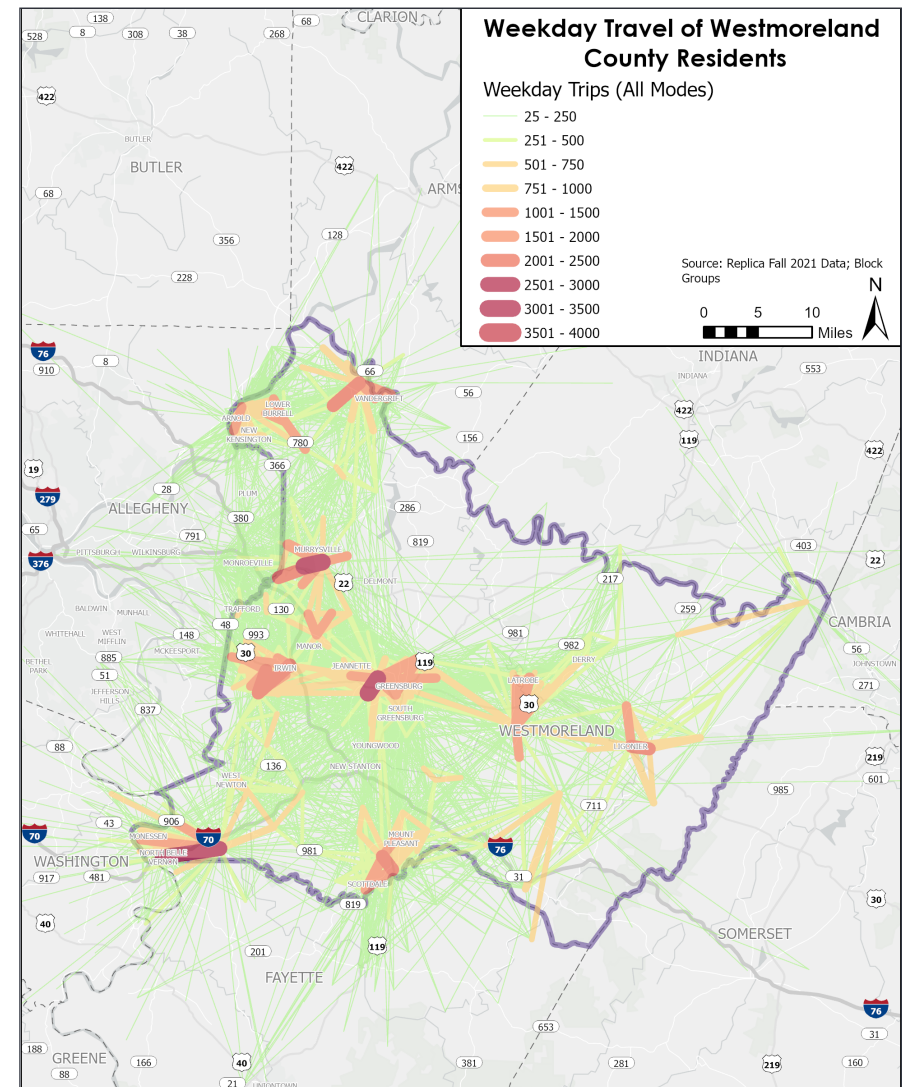 CLARION
138
68
528
8
308
38
268
Weekday Travel of Westmoreland
County Residents
Weekday Trips (All Modes)
25 - 250
251 - 500
501 - 750
751 - 1000
1001 - 1500
1501 - 2000
2001 - 2500
2501 - 3000
3001 - 3500
3501 - 4000
Source: Replica Fall 2021 Data; Block
Groups
N
0 5 10
Miles
422
BUTLER
BUTLER
422
ARMS
68
128
356
228
76
910
8
66
INDIANA
INDIANA
553
56
VANDERGRIFT
422
LOWER
BURRELL
ARNOLD
NEW
KENSINGTON
780
156
119
422
366
19
279
28
PLUM
ALLEGHENY
380
286
65
791
819
403
376
PITTSBURGH
WILKINSBURG
MURRYSVILLE
MONROEVILLE
22
DELMONT
22
217
BALDWIN
MUNHALL
TRAFFORD
130
259
CAMBRIA
WHITEHALL
WEST
MIFFLIN
148
48
993
981
982
56
MCKEESPORT
MANOR
30
BETHEL
PARK
885
51
IRWIN
JEANNETTE
119
DERRY
JOHNSTOWN
271
JEFFERSON
HILLS
GREENSBURG
LATROBE
30
837
SOUTH
GREENSBURG
WESTMORELAND
88
YOUNGWOOD
LIGONIER
219
136
NEW STANTON
601
WEST
NEWTON
985
711
43
906
70
70
MONESSEN
MOUNT
PLEASANT
76
NORTH BELLE
VERNON
981
WASHINGTON
917
481
SCOTTDALE
31
819
30
40
119
SOMERSET
201
FAYETTE
76
653
31
188
GREENE
88
166
40
381
281
219
160
21
UNIONTOWN